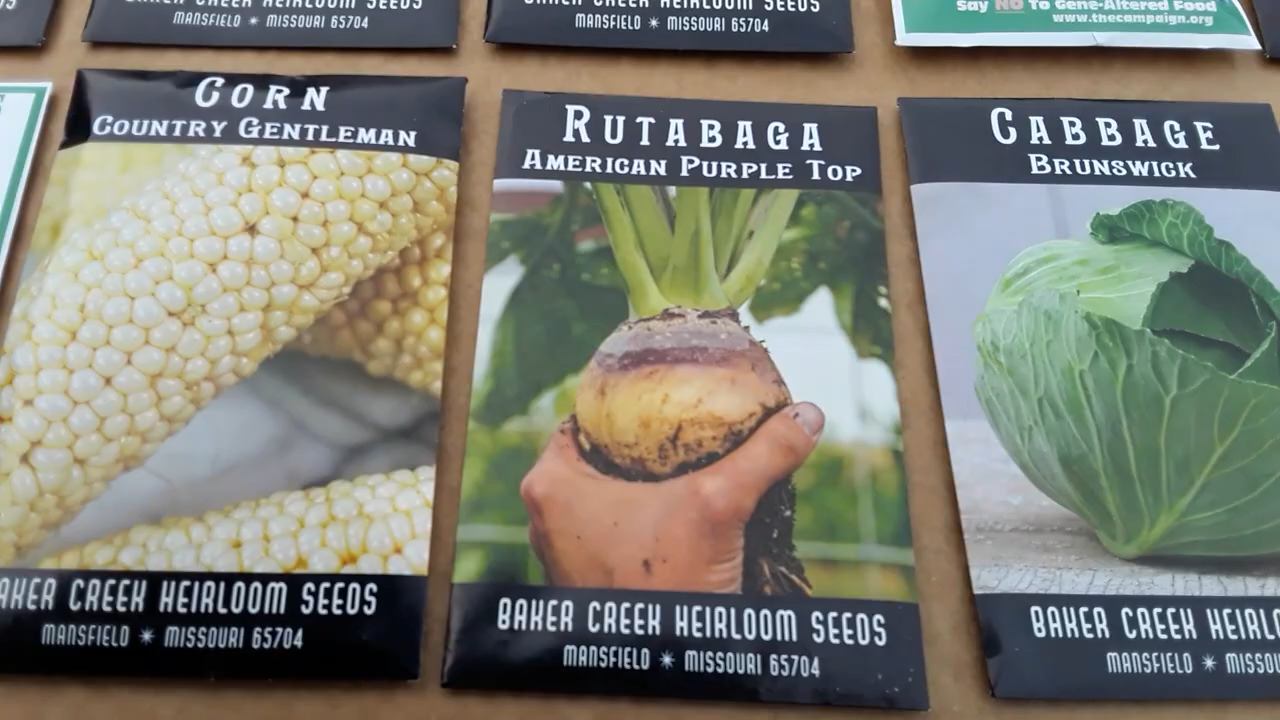 BAKER CREEK HEIRLOOM SEEDS
MANSFIELD * MISSOURI 65704
BAKER CREEK HEIRLOOM SEEDS
MANSFIELD * MISSOURI 65704
Say NO To Gene-Altered Food
www.thecampaign.org
CORN
COUNTRY GENTLEMAN
AKER CREEK HEIRLOOM SEEDS
MANSFIELD * MISSOURI 65704
RUTABAGA
AMERICAN PURPLE TOP
BAKER CREEK HEIRLOOM SEEDS
MANSFIELD * MISSOURI 65704
CABBAGE
BRUNSWICK
BAKER CREEK HEIRLO
MANSFIELD * MISSOU